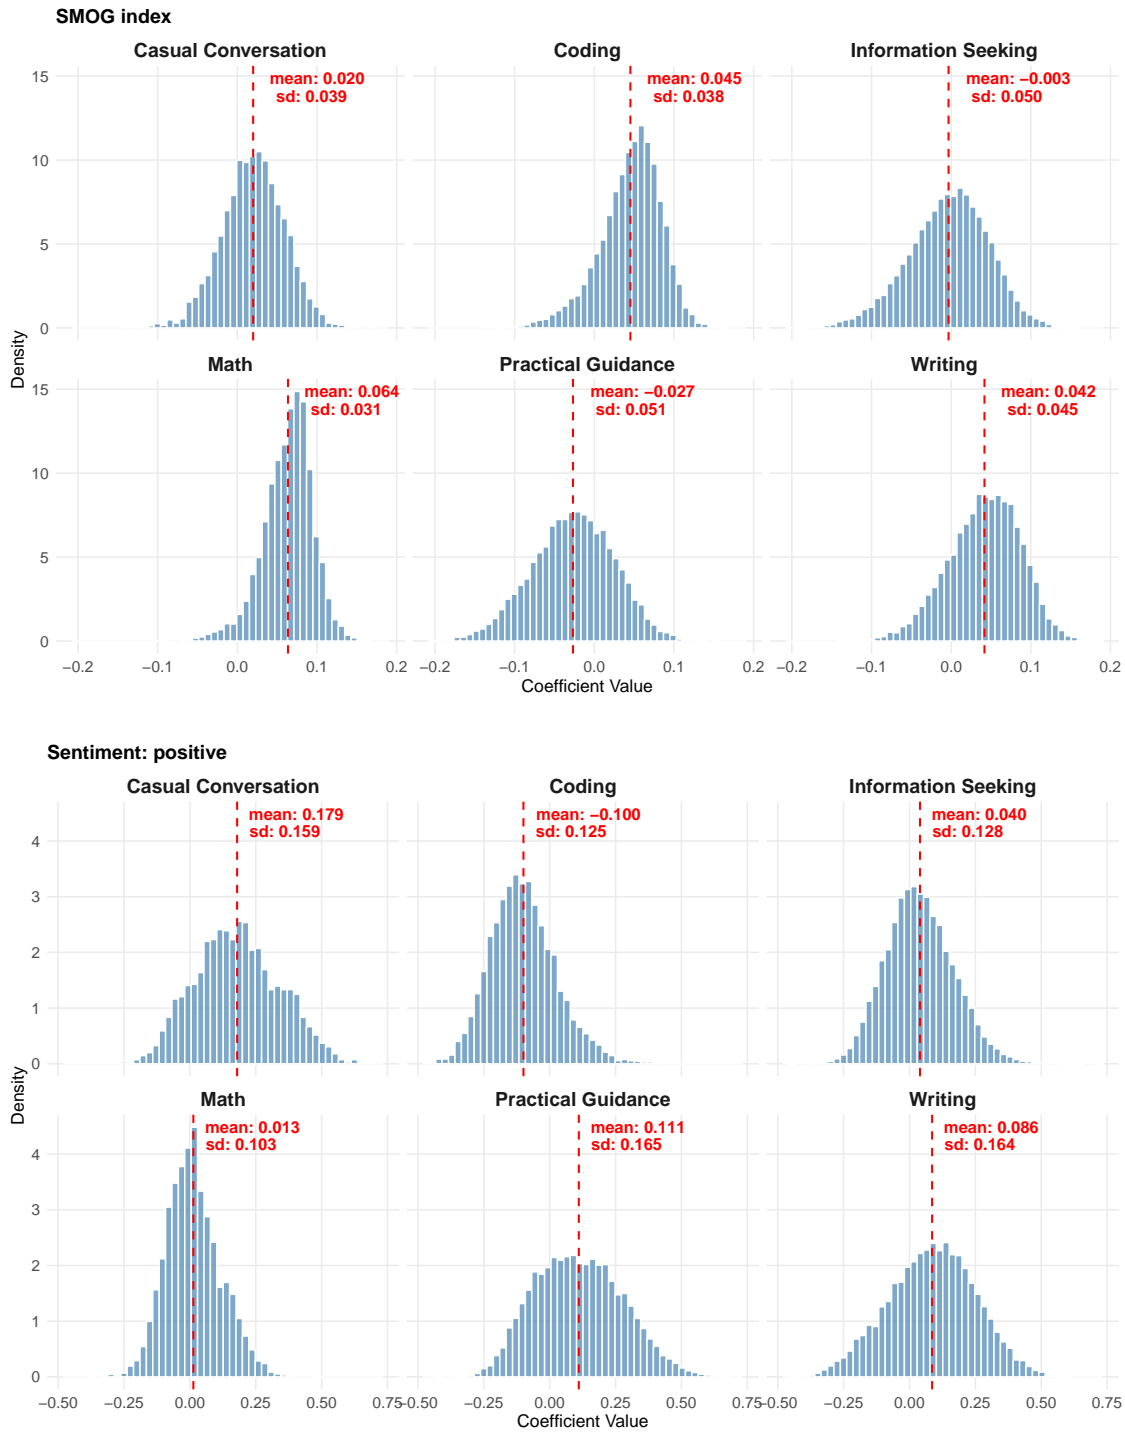 SMOG index
Casual Conversation
Coding
Information Seeking
mean: 0.020
sd: 0.039
mean: 0.045
sd: 0.038
mean: −0.003
sd: 0.050
15
10
5
0
Density
Math
Practical Guidance
Writing
mean: 0.064
sd: 0.031
mean: −0.027
sd: 0.051
mean: 0.042
sd: 0.045
15
10
5
0
−0.2 −0.1 0.0 0.1 0.2 −0.2 −0.1 0.0 0.1 0.2 −0.2 −0.1 0.0 0.1 0.2
Coefficient Value
Sentiment: positive
Casual Conversation
Coding
Information Seeking
mean: 0.179
sd: 0.159
mean: −0.100
sd: 0.125
mean: 0.040
sd: 0.128
4
3
2
1
0
Density
Math
Practical Guidance
Writing
mean: 0.013
sd: 0.103
mean: 0.111
sd: 0.165
mean: 0.086
sd: 0.164
4
3
2
1
0
−0.50 −0.25 0.00 0.25 0.50 0.75 −0.50 −0.25 0.00 0.25 0.50 0.75 −0.50 −0.25 0.00 0.25 0.50 0.75
Coefficient Value